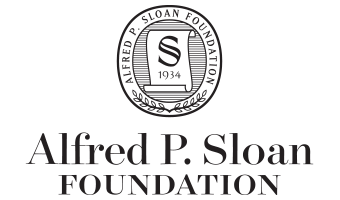 ALFRED P. SLOAN FOUNDATION
S
1934
Alfred P. Sloan
FOUNDATION